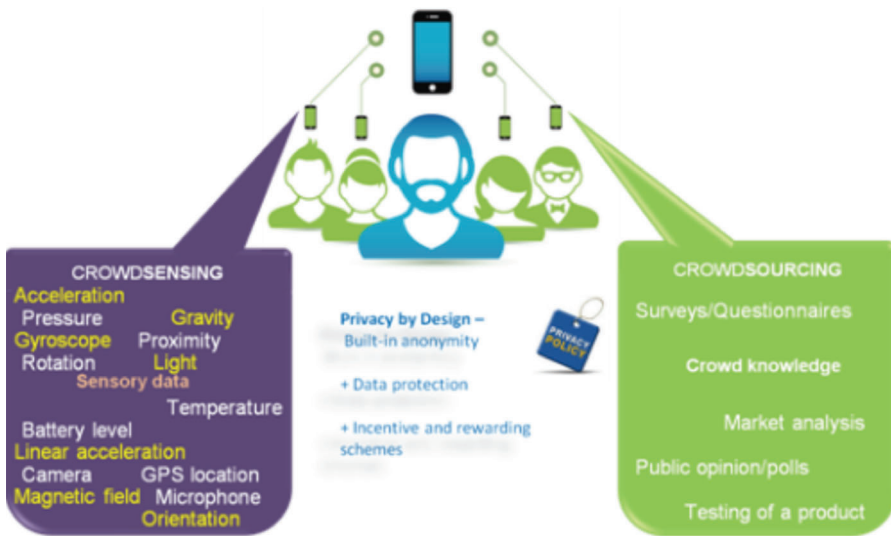 CROWDSENSING
Acceleration
Pressure Gravity
Gyroscope Proximity
Rotation Light
Sensory data
Temperature
Battery level
Linear acceleration
Camera GPS location
Magnetic field Microphone
Orientation
Privacy by Design –
Built-in anonymity
+ Data protection
+ Incentive and rewarding
schemes
PRIVACY
POLICY
CROWDSOURCING
Surveys/Questionnaires
Crowd knowledge
Market analysis
Public opinion/polls
Testing of a product